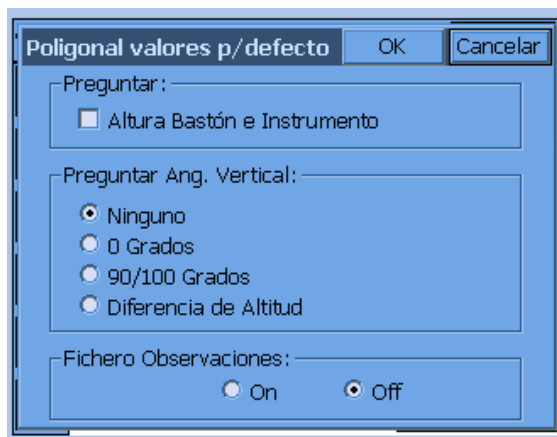 Poligonal valores p/defecto OK Cancelar
Preguntar:
Altura Bastón e Instrumento
Preguntar Ang. Vertical:
Ninguno
0 Grados
90/100 Grados
Diferencia de Altitud
Fichero Observaciones:
On Off